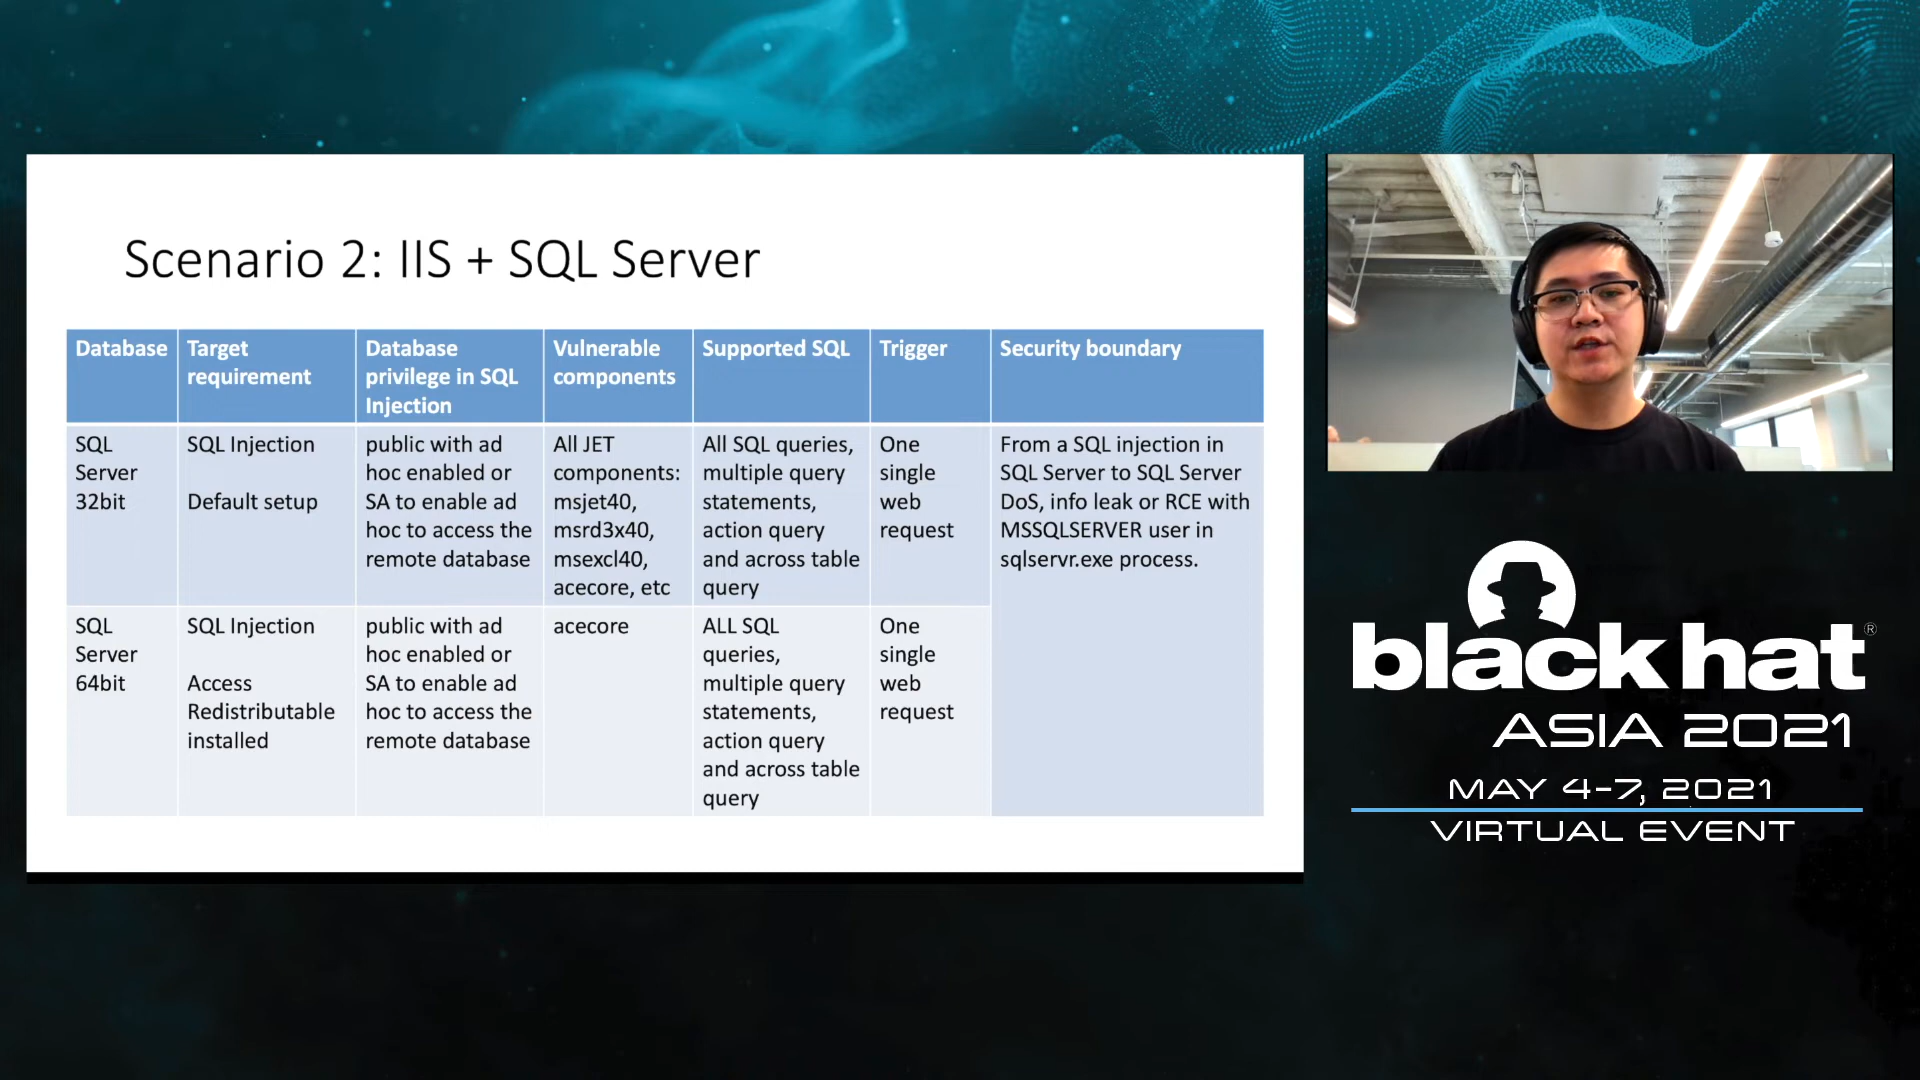 Scenario 2: IIS + SQL Server
Database
Target
requirement
Database
privilege in SQL
Injection
Vulnerable
components
Supported SQL
Trigger
Security boundary
SQL
Server
32bit
SQL Injection
Default setup
public with ad
hoc enabled or
SA to enable ad
hoc to access the
remote database
All JET
components:
msjet40,
msrd3x40,
msexcl40,
acecore, etc
All SQL queries,
multiple query
statements,
action query
and across table
query
One
single
web
request
From a SQL injection in
SQL Server to SQL Server
DoS, info leak or RCE with
MSSQLSERVER user in
sqlservr.exe process.
SQL
Server
64bit
SQL Injection
Access
Redistributable
installed
public with ad
hoc enabled or
SA to enable ad
hoc to access the
remote database
acecore
ALL SQL
queries,
multiple query
statements,
action query
and across table
query
One
single
web
request
black hat®
ASIA 2021
MAY 4-7, 2021
VIRTUAL EVENT